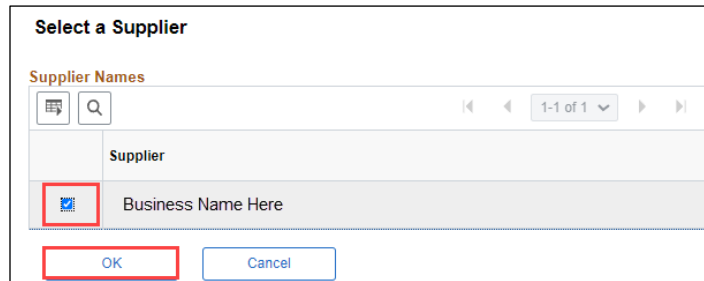 Select a Supplier
Supplier Names
1-1 of 1
Supplier
Business Name Here
OK Cancel